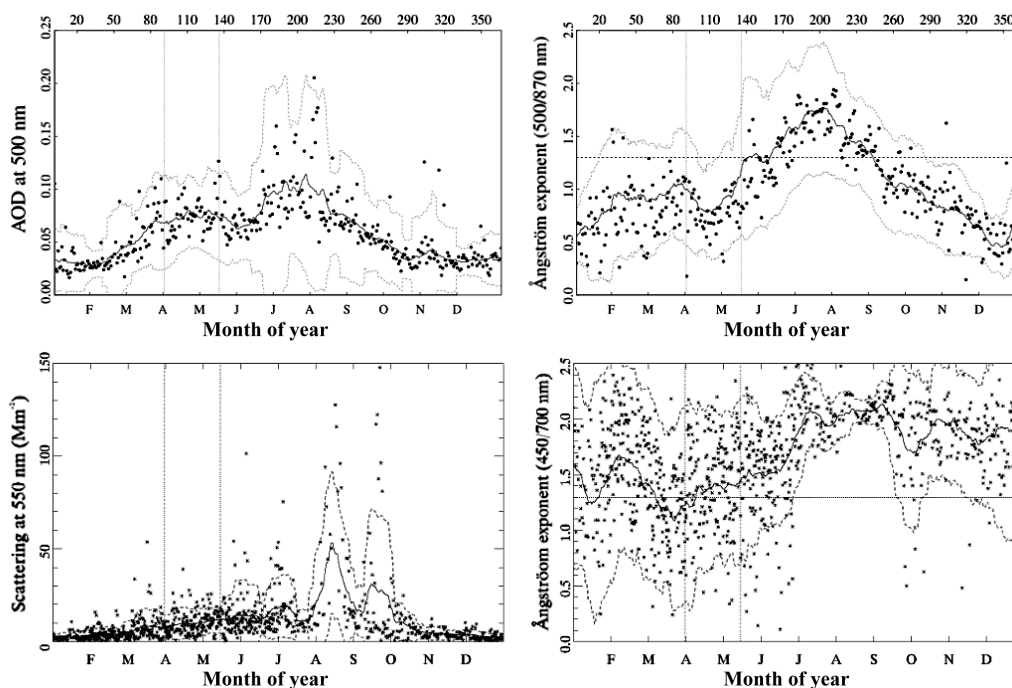 20 50 80 110 140 170 200 230 260 290 320 350
0.25
0.20
0.15
0.10
0.05
0.00
AOD at 500 nm
F M A M J J A S O N D
Month of year
20 50 80 110 140 170 200 230 260 290 320 350
2.5
2.0
1.5
1.0
0.5
0.0
Ångström exponent (500/870 nm)
F M A M J J A S O N D
Month of year
150
100
50
0
Scattering at 550 nm (Mm⁻¹)
F M A M J J A S O N D
Month of year
2.5
2.0
1.5
1.0
0.5
0.0
Ångströom exponent (450/700 nm)
F M A M J J A S O N D
Month of year